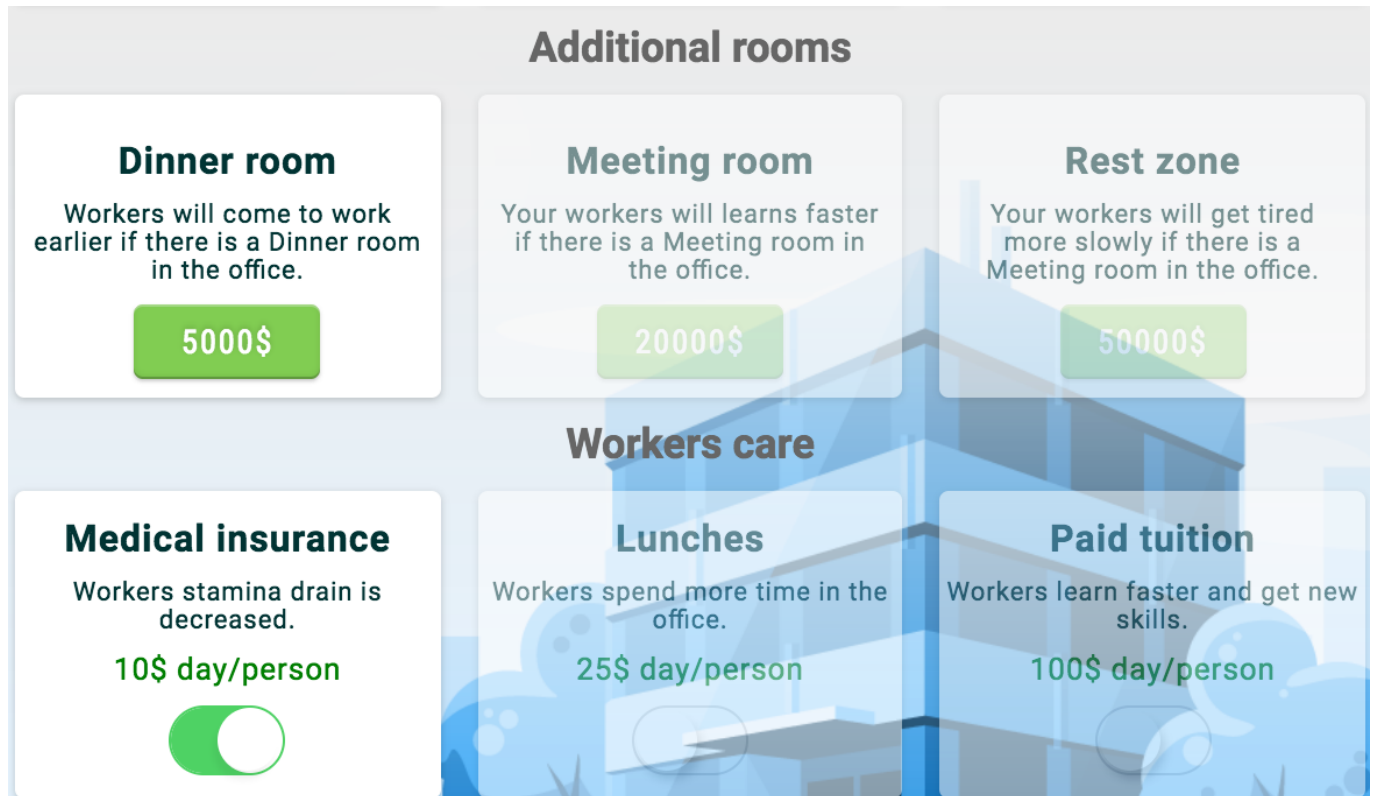 Additional rooms
Dinner room
Workers will come to work
earlier if there is a Dinner room
in the office.
5000$
Meeting room
Your workers will learns faster
if there is a Meeting room in
the office.
20000$
Rest zone
Your workers will get tired
more slowly if there is a
Meeting room in the office.
50000$
Workers care
Medical insurance
Workers stamina drain is
decreased.
10$ day/person
Lunches
Workers spend more time in the
office.
25$ day/person
Paid tuition
Workers learn faster and get new
skills.
100$ day/person